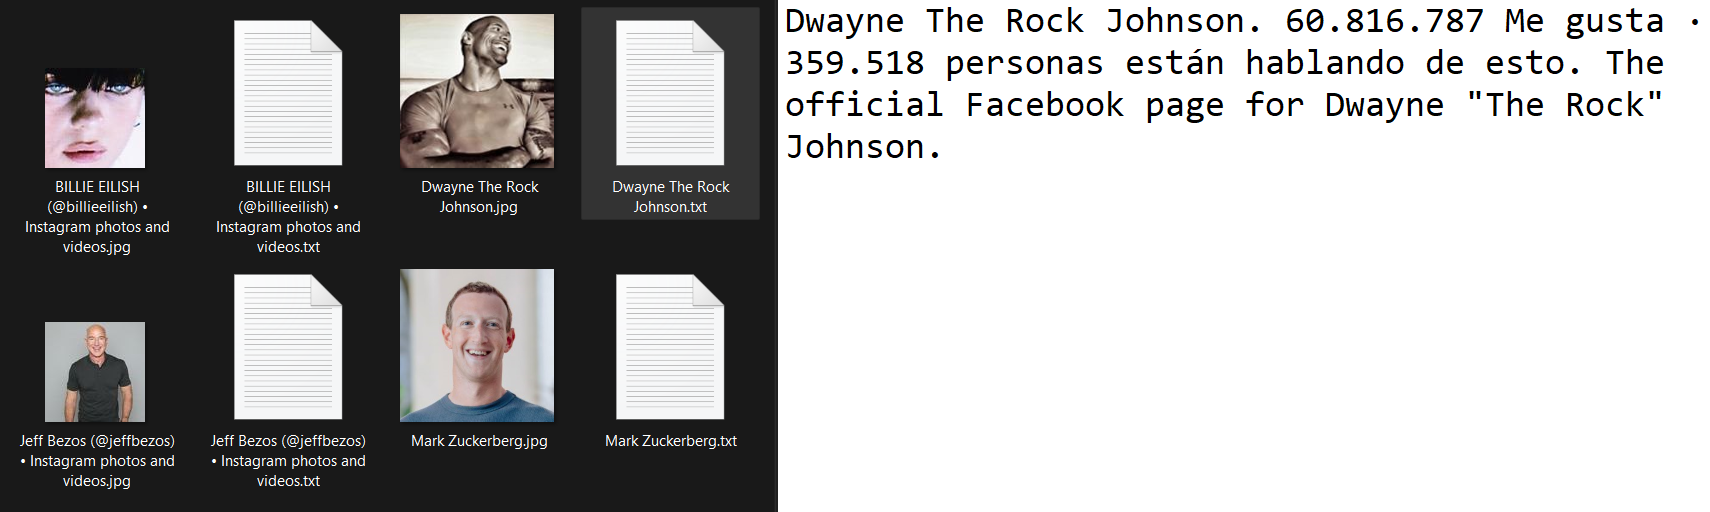 BILLIE EILISH
(@billieeilish) •
Instagram photos and
videos.jpg
BILLIE EILISH
(@billieeilish) •
Instagram photos and
videos.txt
Dwayne The Rock
Johnson.jpg
Dwayne The Rock
Johnson.txt
Jeff Bezos (@jeffbezos)
• Instagram photos and
videos.jpg
Jeff Bezos (@jeffbezos)
• Instagram photos and
videos.txt
Mark Zuckerberg.jpg
Mark Zuckerberg.txt
Dwayne The Rock Johnson. 60.816.787 Me gusta ·
359.518 personas están hablando de esto. The
official Facebook page for Dwayne "The Rock"
Johnson.